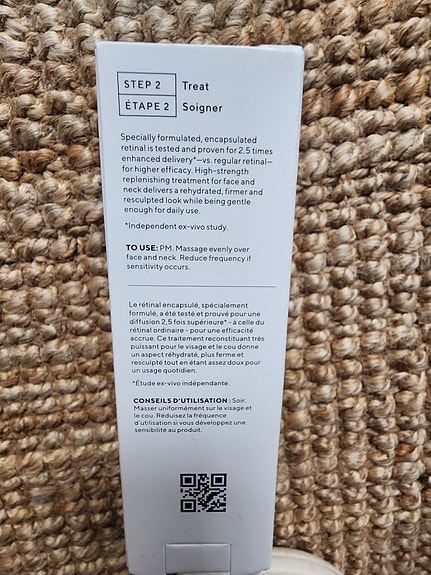 STEP 2 Treat
ÉTAPE 2 Soigner
Specially formulated, encapsulated
retinal is tested and proven for 2.5 times
enhanced delivery*—vs. regular retinal—
for higher efficacy. High-strength
replenishing treatment for face and
neck delivers a rehydrated, firmer and
resculpted look while being gentle
enough for daily use.
*Independent ex-vivo study.
TO USE: PM. Massage evenly over
face and neck. Reduce frequency if
sensitivity occurs.
Le rétinal encapsulé, spécialement
formulé, a été testé et prouvé pour une
diffusion 2,5 fois supérieure* - à celle du
rétinal ordinaire - pour une efficacité
accrue. Ce traitement reconstituant très
puissant pour le visage et le cou donne
un aspect réhydraté, plus ferme et
resculpté tout en étant assez doux pour
un usage quotidien.
*Étude ex-vivo indépendante.
CONSEILS D'UTILISATION : Soir.
Masser uniformément sur le visage et
le cou. Réduisez la fréquence
d'utilisation si vous développez une
sensibilité au produit.